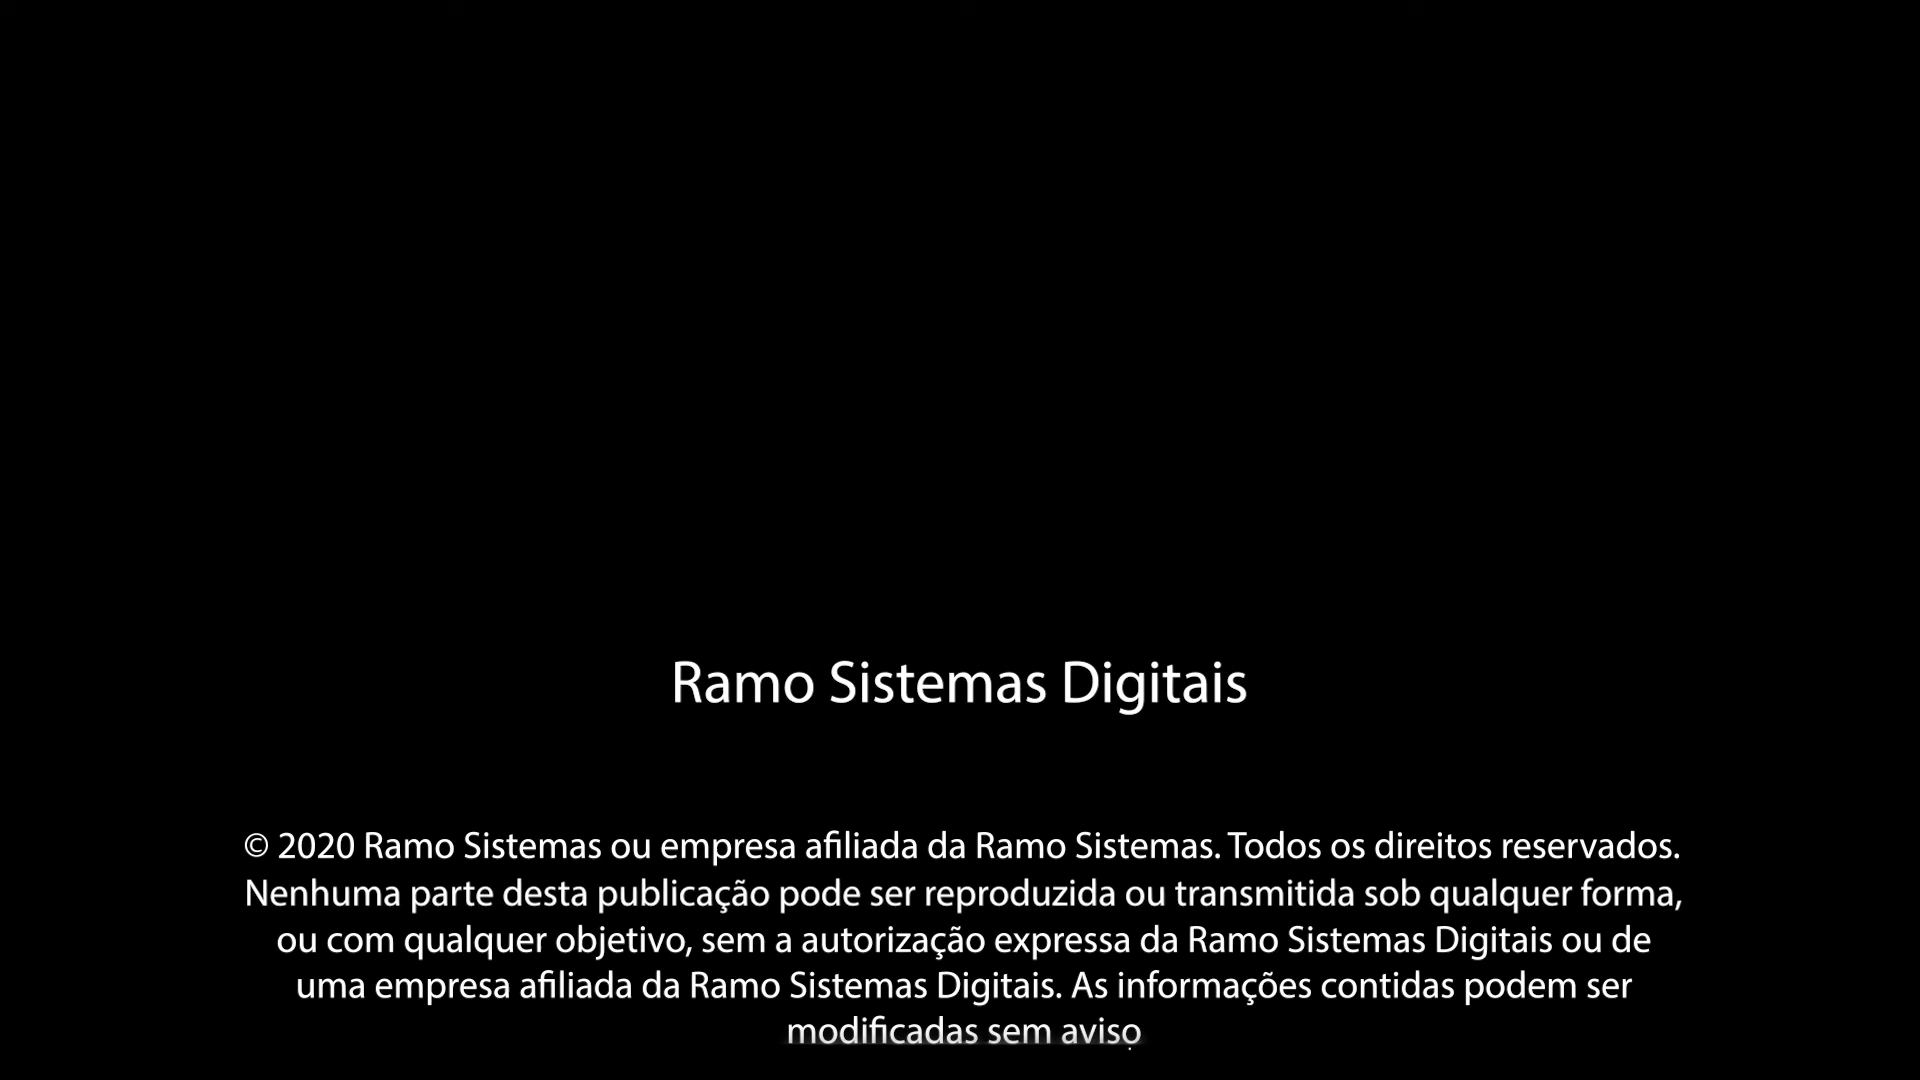 Ramo Sistemas Digitais
© 2020 Ramo Sistemas ou empresa afiliada da Ramo Sistemas. Todos os direitos reservados.
Nenhuma parte desta publicação pode ser reproduzida ou transmitida sob qualquer forma,
ou com qualquer objetivo, sem a autorização expressa da Ramo Sistemas Digitais ou de
uma empresa afiliada da Ramo Sistemas Digitais. As informações contidas podem ser
modificadas sem aviso